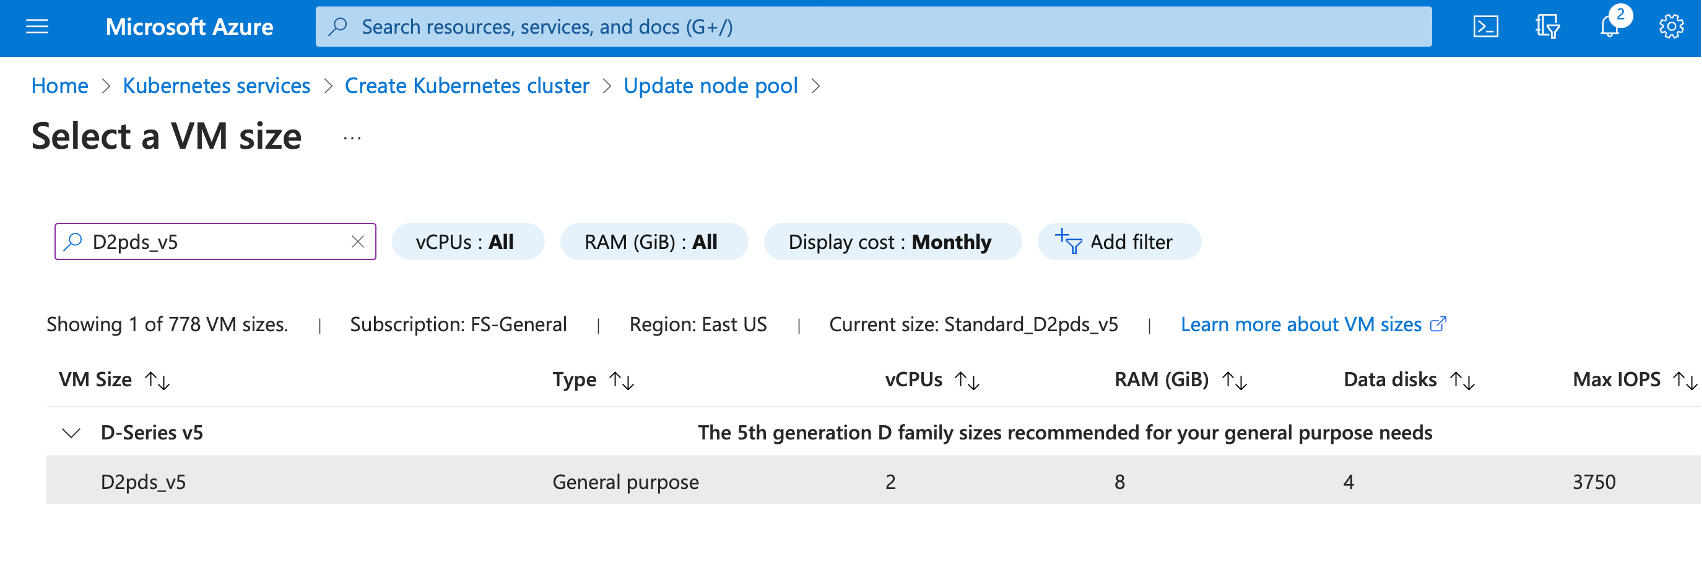 Microsoft Azure
Search resources, services, and docs (G+/)
2
Home > Kubernetes services > Create Kubernetes cluster > Update node pool >
Select a VM size ...
D2pds_v5
vCPUs : All
RAM (GiB) : All
Display cost : Monthly
Add filter
Showing 1 of 778 VM sizes. | Subscription: FS-General | Region: East US | Current size: Standard_D2pds_v5 | Learn more about VM sizes
VM Size ↑↓ Type ↑↓ vCPUs ↑↓ RAM (GiB) ↑↓ Data disks ↑↓ Max IOPS ↑↓
D-Series v5 The 5th generation D family sizes recommended for your general purpose needs
D2pds_v5 General purpose 2 8 4 3750